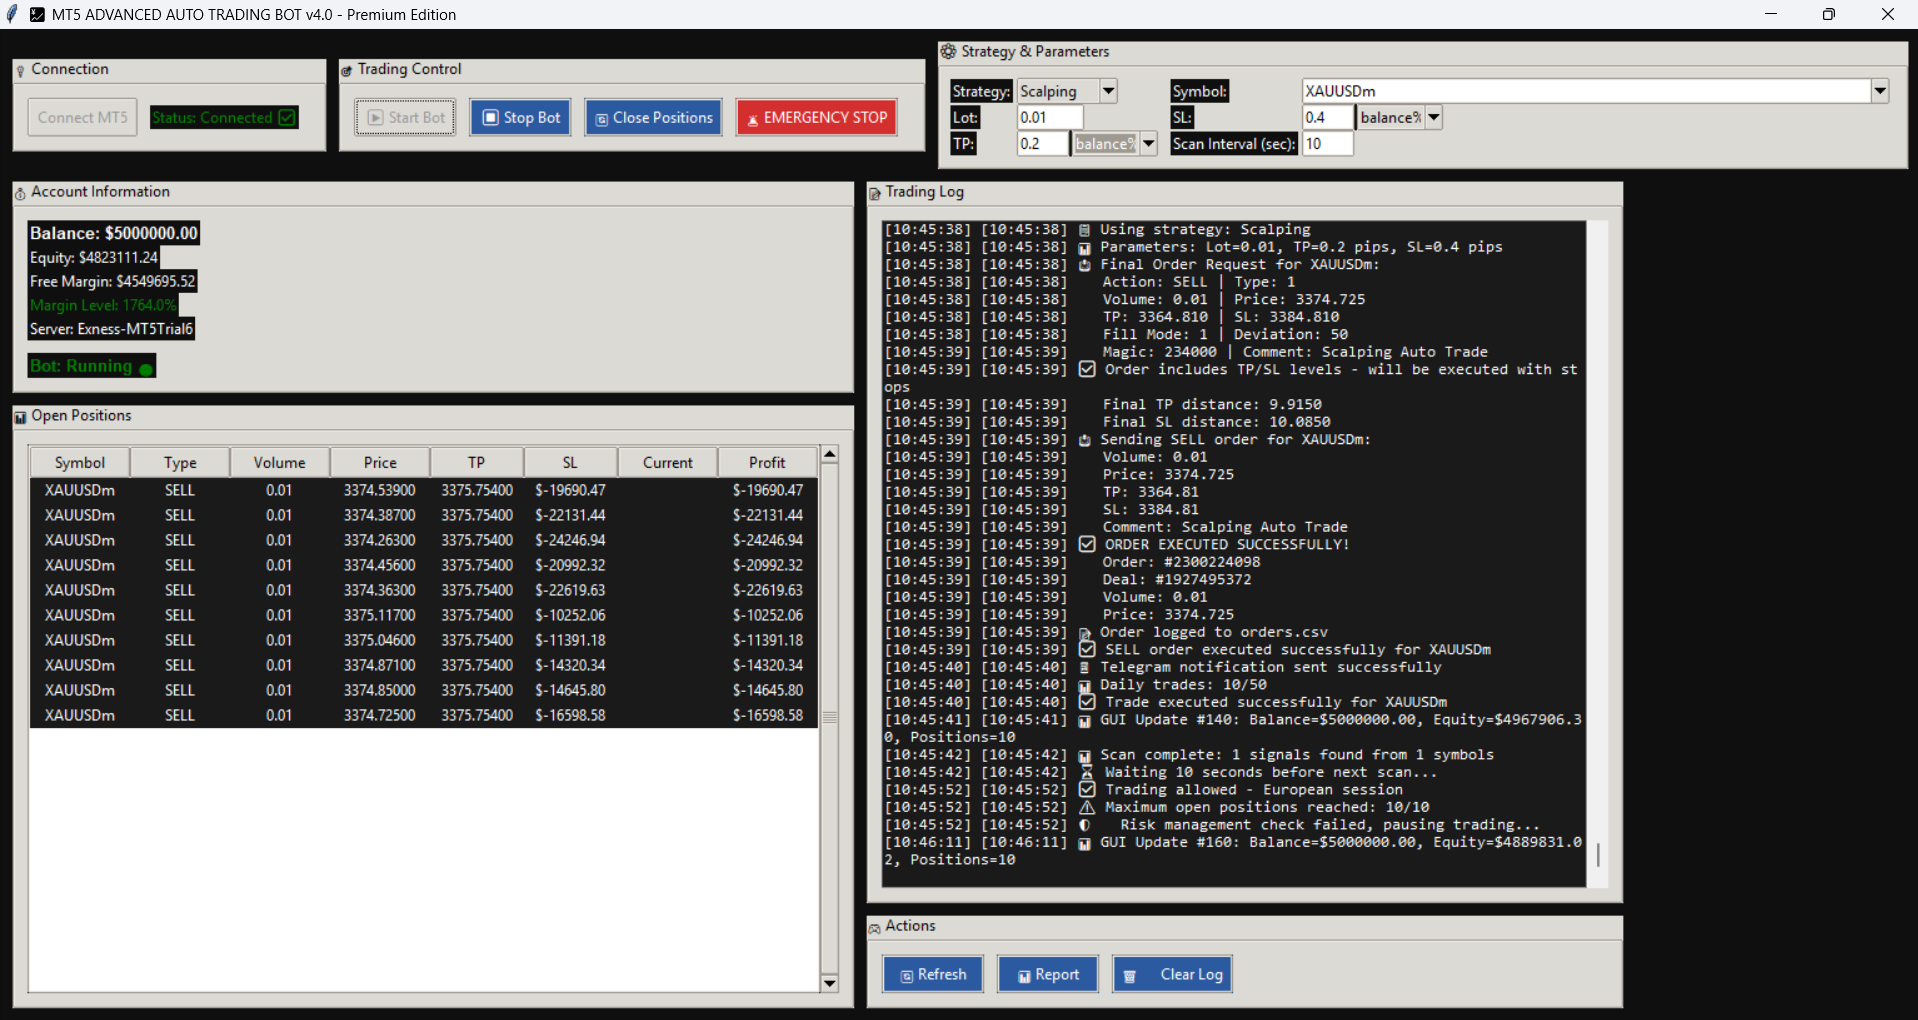 MT5 ADVANCED AUTO TRADING BOT v4.0 - Premium Edition
Connection
Connect MT5
Status: Connected
Trading Control
Start Bot
Stop Bot
Close Positions
EMERGENCY STOP
Strategy & Parameters
Strategy: Scalping
Symbol: XAUUSDm
Lot: 0.01
SL: 0.4 balance%
TP: 0.2 balance%
Scan Interval (sec): 10
Account Information
Balance: $5000000.00
Equity: $4823111.24
Free Margin: $4549695.52
Margin Level: 1764.0%
Server: Exness-MT5Trial6
Bot: Running
Open Positions
Symbol Type Volume Price TP SL Current Profit
XAUUSDm SELL 0.01 3374.53900 3375.75400 $-19690.47 $-19690.47
XAUUSDm SELL 0.01 3374.38700 3375.75400 $-22131.44 $-22131.44
XAUUSDm SELL 0.01 3374.26300 3375.75400 $-24246.94 $-24246.94
XAUUSDm SELL 0.01 3374.45600 3375.75400 $-20992.32 $-20992.32
XAUUSDm SELL 0.01 3374.36300 3375.75400 $-22619.63 $-22619.63
XAUUSDm SELL 0.01 3375.11700 3375.75400 $-10252.06 $-10252.06
XAUUSDm SELL 0.01 3375.04600 3375.75400 $-11391.18 $-11391.18
XAUUSDm SELL 0.01 3374.87100 3375.75400 $-14320.34 $-14320.34
XAUUSDm SELL 0.01 3374.85000 3375.75400 $-14645.80 $-14645.80
XAUUSDm SELL 0.01 3374.72500 3375.75400 $-16598.58 $-16598.58
Trading Log
[10:45:38] [10:45:38] Using strategy: Scalping
[10:45:38] [10:45:38] Parameters: Lot=0.01, TP=0.2 pips, SL=0.4 pips
[10:45:38] [10:45:38] Final Order Request for XAUUSDm:
[10:45:38] [10:45:38] Action: SELL | Type: 1
[10:45:38] [10:45:38] Volume: 0.01 | Price: 3374.725
[10:45:38] [10:45:38] TP: 3364.810 | SL: 3384.810
[10:45:38] [10:45:38] Fill Mode: 1 | Deviation: 50
[10:45:39] [10:45:39] Magic: 234000 | Comment: Scalping Auto Trade
[10:45:39] [10:45:39] Order includes TP/SL levels - will be executed with st
ops
[10:45:39] [10:45:39] Final TP distance: 9.9150
[10:45:39] [10:45:39] Final SL distance: 10.0850
[10:45:39] [10:45:39] Sending SELL order for XAUUSDm:
[10:45:39] [10:45:39] Volume: 0.01
[10:45:39] [10:45:39] Price: 3374.725
[10:45:39] [10:45:39] TP: 3364.81
[10:45:39] [10:45:39] SL: 3384.81
[10:45:39] [10:45:39] Comment: Scalping Auto Trade
[10:45:39] [10:45:39] ORDER EXECUTED SUCCESSFULLY!
[10:45:39] [10:45:39] Order: #2300224098
[10:45:39] [10:45:39] Deal: #1927495372
[10:45:39] [10:45:39] Volume: 0.01
[10:45:39] [10:45:39] Price: 3374.725
[10:45:39] [10:45:39] Order logged to orders.csv
[10:45:39] [10:45:39] SELL order executed successfully for XAUUSDm
[10:45:40] [10:45:40] Telegram notification sent successfully
[10:45:40] [10:45:40] Daily trades: 10/50
[10:45:40] [10:45:40] Trade executed successfully for XAUUSDm
[10:45:41] [10:45:41] GUI Update #140: Balance=$5000000.00, Equity=$4967906.3
0, Positions=10
[10:45:42] [10:45:42] Scan complete: 1 signals found from 1 symbols
[10:45:42] [10:45:42] Waiting 10 seconds before next scan...
[10:45:52] [10:45:52] Trading allowed - European session
[10:45:52] [10:45:52] Maximum open positions reached: 10/10
[10:45:52] [10:45:52] Risk management check failed, pausing trading...
[10:46:11] [10:46:11] GUI Update #160: Balance=$5000000.00, Equity=$4889831.0
2, Positions=10
Actions
Refresh
Report
Clear Log